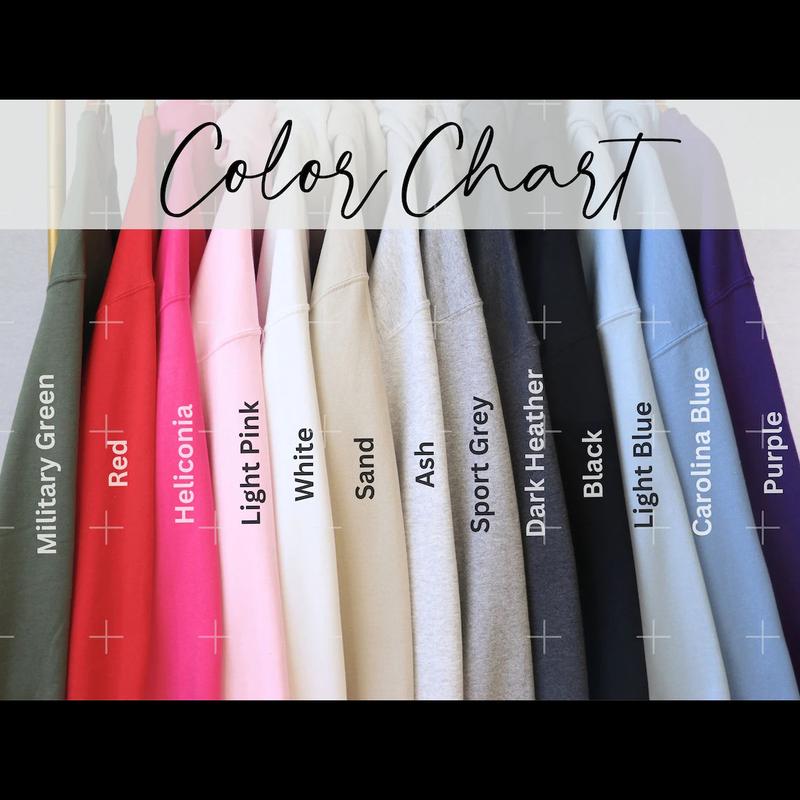 Color Chart
Military Green
Red
Heliconia
Light Pink
White
Sand
Ash
Sport Grey
Dark Heather
Black
Light Blue
Carolina Blue
Purple